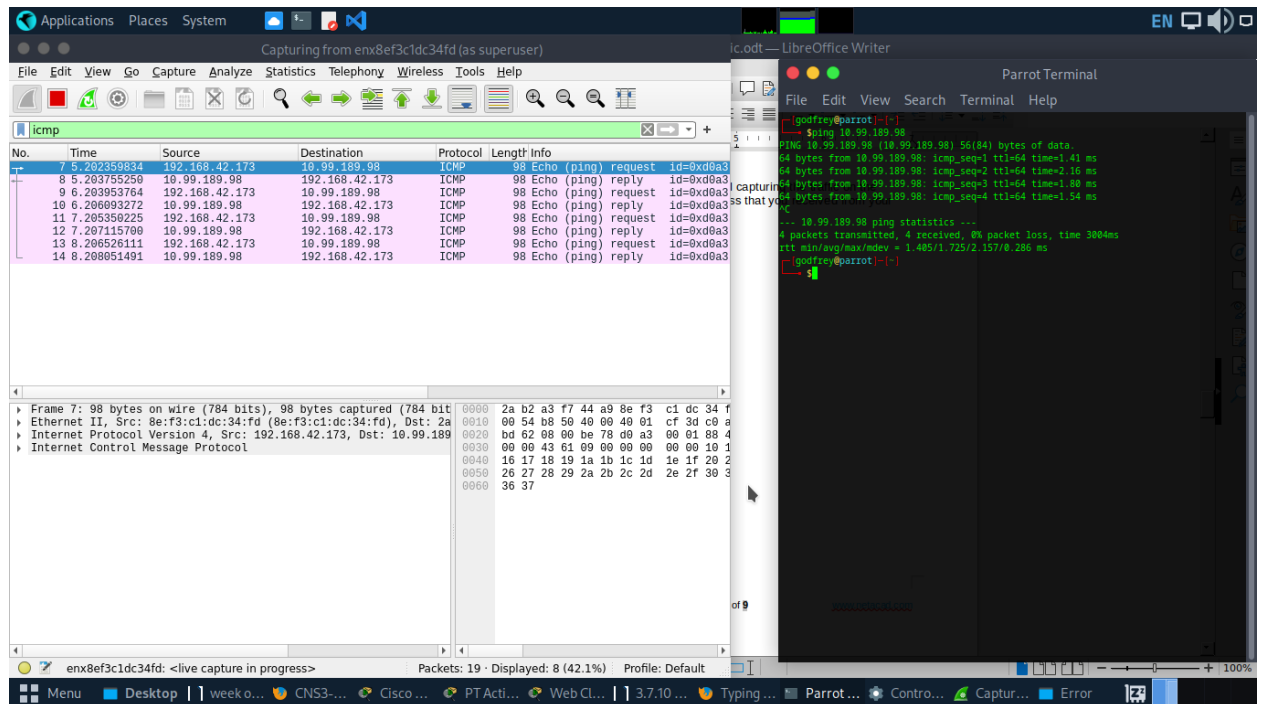 Applications Places System
EN
Capturing from enx8ef3c1dc34fd (as superuser)
File Edit View Go Capture Analyze Statistics Telephony Wireless Tools Help
icmp
No. Time Source Destination Protocol Length Info
7 5.202359834 192.168.42.173 10.99.189.98 ICMP 98 Echo (ping) request id=0xd0a3
8 5.203755250 10.99.189.98 192.168.42.173 ICMP 98 Echo (ping) reply id=0xd0a3
9 6.203953764 192.168.42.173 10.99.189.98 ICMP 98 Echo (ping) request id=0xd0a3
10 6.206093272 10.99.189.98 192.168.42.173 ICMP 98 Echo (ping) reply id=0xd0a3
11 7.205350225 192.168.42.173 10.99.189.98 ICMP 98 Echo (ping) request id=0xd0a3
12 7.207115700 10.99.189.98 192.168.42.173 ICMP 98 Echo (ping) reply id=0xd0a3
13 8.206526111 192.168.42.173 10.99.189.98 ICMP 98 Echo (ping) request id=0xd0a3
14 8.208051491 10.99.189.98 192.168.42.173 ICMP 98 Echo (ping) reply id=0xd0a3
Frame 7: 98 bytes on wire (784 bits), 98 bytes captured (784 bit
Ethernet II, Src: 8e:f3:c1:dc:34:fd (8e:f3:c1:dc:34:fd), Dst: 2a
Internet Protocol Version 4, Src: 192.168.42.173, Dst: 10.99.189
Internet Control Message Protocol
0000 2a b2 a3 f7 44 a9 8e f3 c1 dc 34 f
0010 00 54 b8 50 40 00 40 01 cf 3d c0 a
0020 bd 62 08 00 be 78 d0 a3 00 01 88 4
0030 00 00 43 61 09 00 00 00 00 00 10 1
0040 16 17 18 19 1a 1b 1c 1d 1e 1f 20 2
0050 26 27 28 29 2a 2b 2c 2d 2e 2f 30 3
0060 36 37
enx8ef3c1dc34fd: <live capture in progress> Packets: 19 · Displayed: 8 (42.1%) Profile: Default
ic.odt — LibreOffice Writer
l capturin
ss that yo
of 9
100%
Parrot Terminal
File Edit View Search Terminal Help
[godfrey@parrot]-[~]
$ping 10.99.189.98
PING 10.99.189.98 (10.99.189.98) 56(84) bytes of data.
64 bytes from 10.99.189.98: icmp_seq=1 ttl=64 time=1.41 ms
64 bytes from 10.99.189.98: icmp_seq=2 ttl=64 time=2.16 ms
64 bytes from 10.99.189.98: icmp_seq=3 ttl=64 time=1.80 ms
64 bytes from 10.99.189.98: icmp_seq=4 ttl=64 time=1.54 ms
^C
--- 10.99.189.98 ping statistics ---
4 packets transmitted, 4 received, 0% packet loss, time 3004ms
rtt min/avg/max/mdev = 1.405/1.725/2.157/0.286 ms
[godfrey@parrot]-[~]
$
Menu Desktop week o... CNS3-... Cisco ... PT Acti... Web Cl... 3.7.10 ... Typing ... Parrot ... Contro... Captur... Error